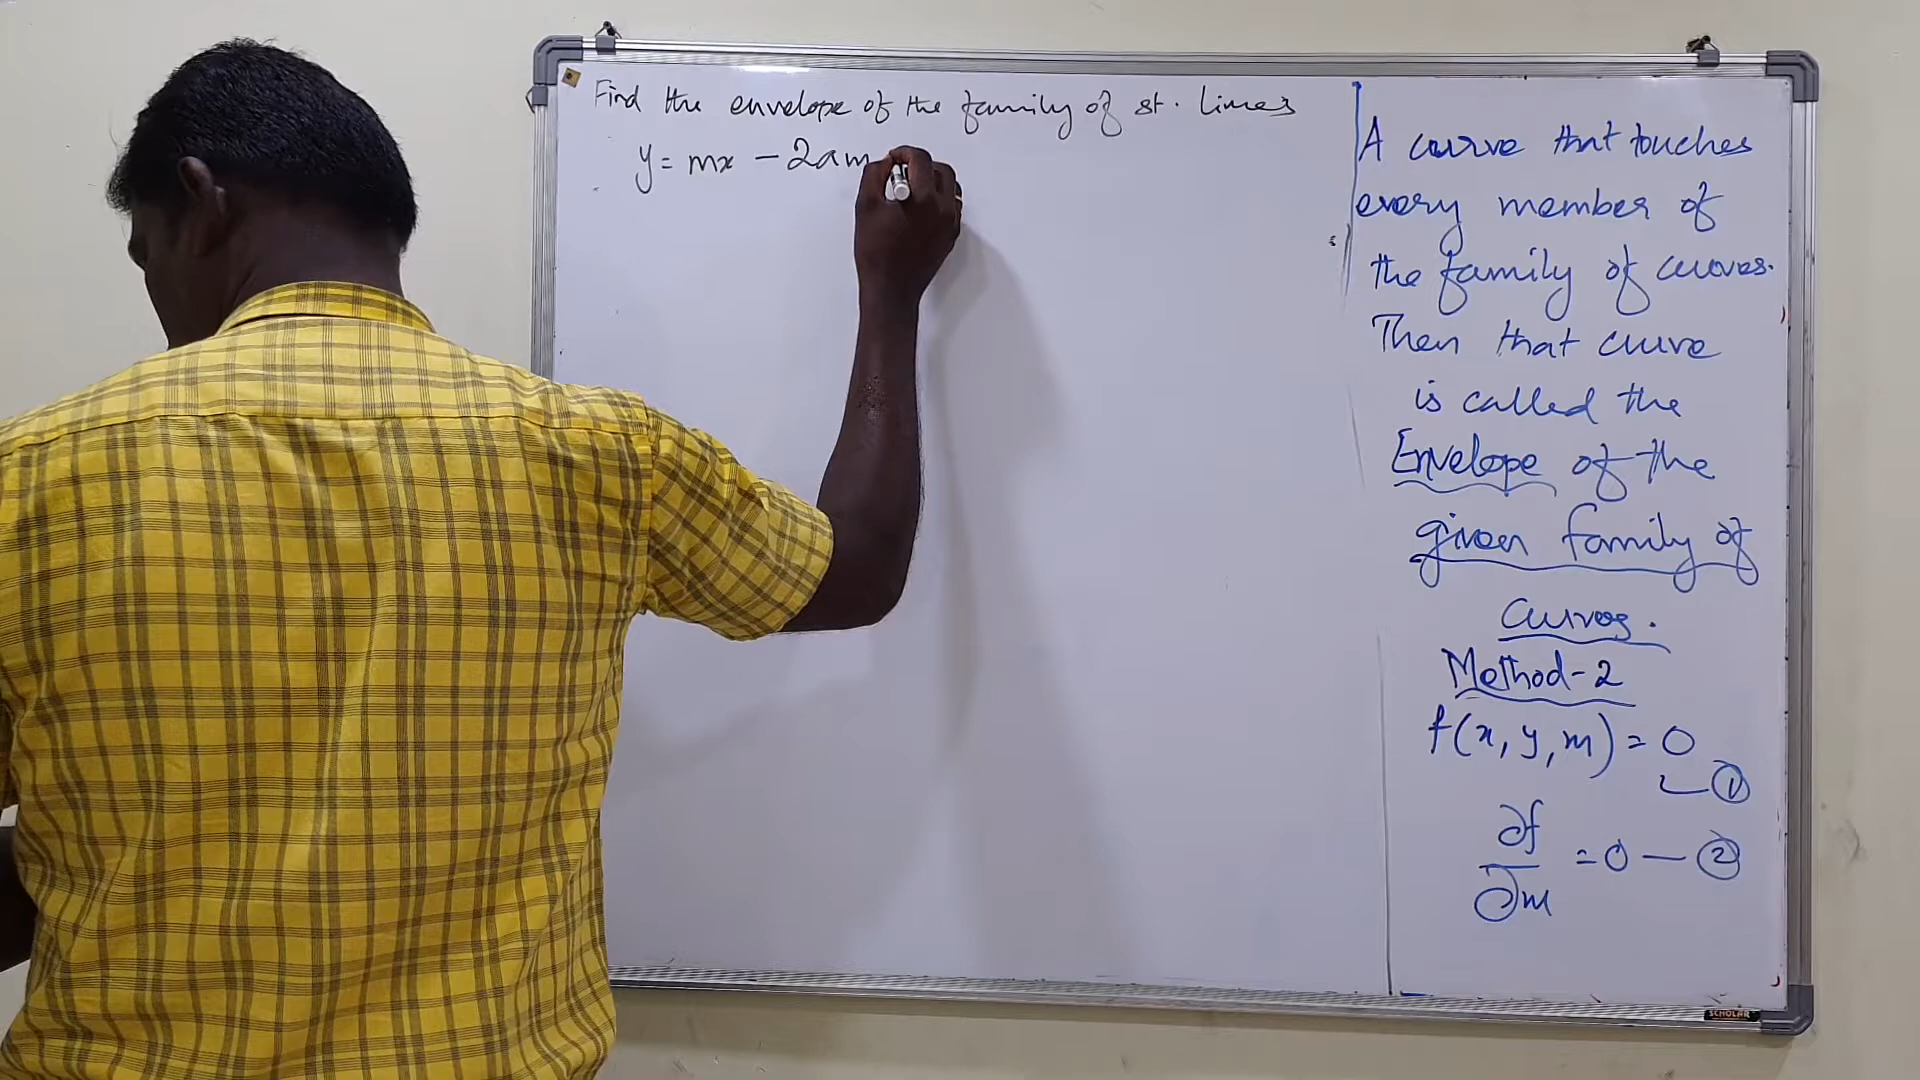 Find the envelope of the family of st. lines
y = mx - 2am
A curve that touches
every member of
the family of curves.
Then that curve
is called the
Envelope of the
given family of
Curves.
Method-2
f(x, y, m) = 0
①
∂f/∂m = 0 — ②
SCHOLAR